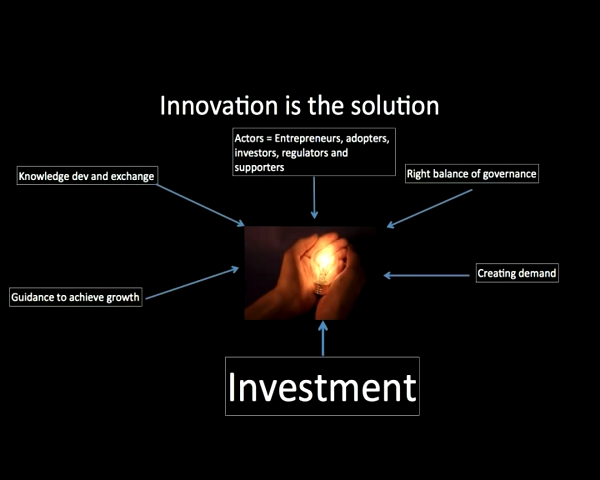 Innovation is the solution
Actors = Entrepreneurs, adopters,
investors, regulators and
supporters
Knowledge dev and exchange
Right balance of governance
Guidance to achieve growth
Creating demand
Investment